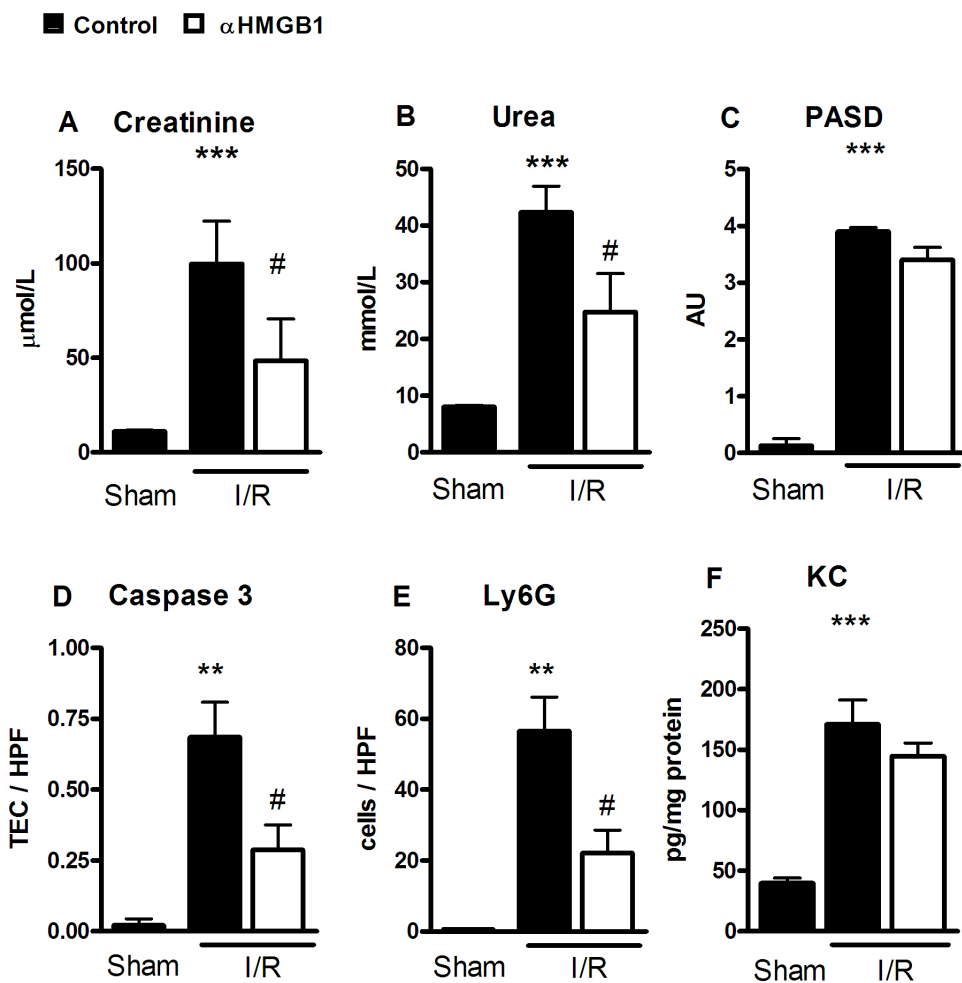 Control αHMGB1
A Creatinine
***
150
100
50
0
#
μmol/L
Sham I/R
B Urea
***
50
40
30
20
10
0
#
mmol/L
Sham I/R
C PASD
***
5
4
3
2
1
0
AU
Sham I/R
D Caspase 3
1.00
0.75
0.50
0.25
0.00
**
#
TEC / HPF
Sham I/R
E Ly6G
80
60
40
20
0
**
#
cells / HPF
Sham I/R
F KC
250
200
150
100
50
0
***
pg/mg protein
Sham I/R